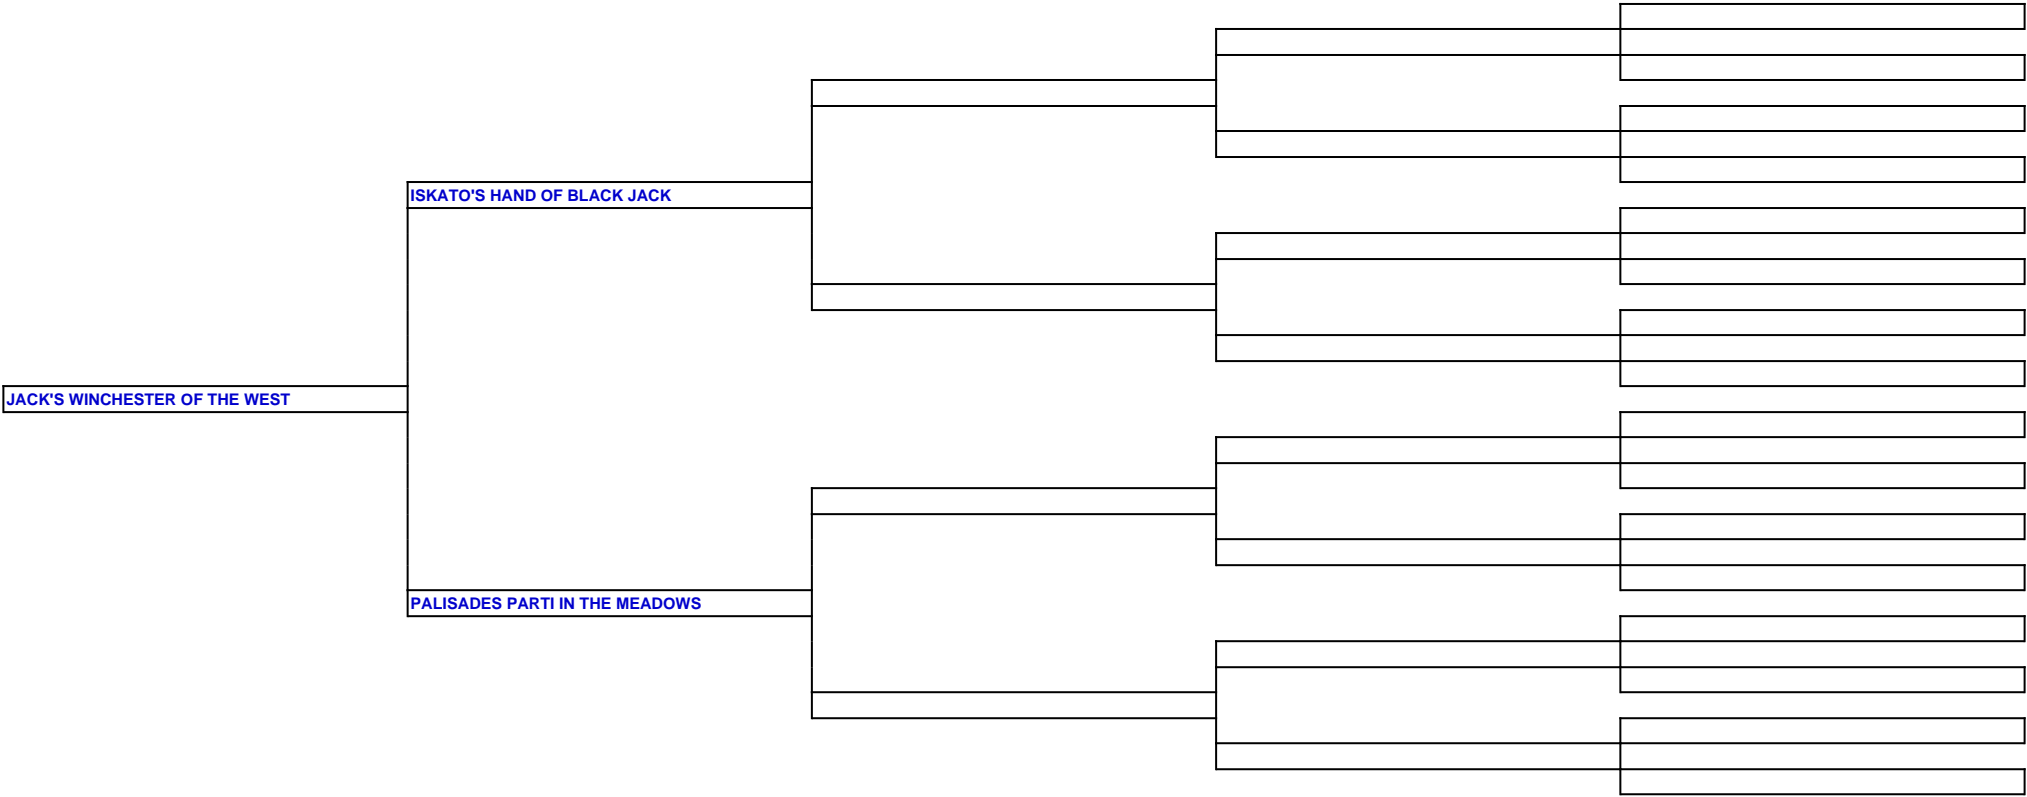 ISKATO'S HAND OF BLACK JACK
JACK'S WINCHESTER OF THE WEST
PALISADES PARTI IN THE MEADOWS